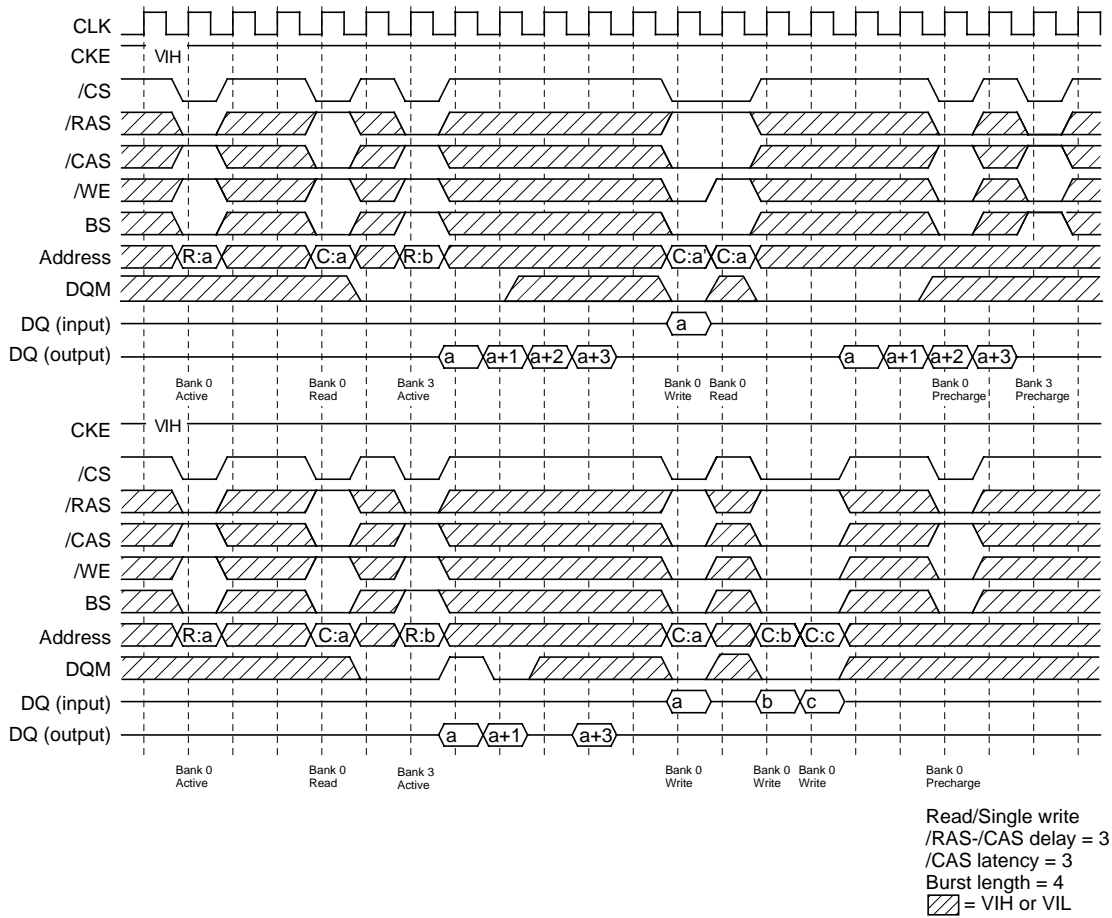 CLK
CKE VIH
/CS
/RAS
/CAS
/WE
BS
Address R:a C:a R:b C:a' C:a
DQM
DQ (input) a
DQ (output) a a+1 a+2 a+3 a a+1 a+2 a+3
Bank 0 Bank 0 Bank 3 Bank 0 Bank 0 Bank 0 Bank 3
Active Read Active Write Read Precharge Precharge
CKE VIH
/CS
/RAS
/CAS
/WE
BS
Address R:a C:a R:b C:a C:b C:c
DQM
DQ (input) a b c
DQ (output) a a+1 a+3
Bank 0 Bank 0 Bank 3 Bank 0 Bank 0 Bank 0 Bank 0
Active Read Active Write Write Write Precharge
Read/Single write
/RAS-/CAS delay = 3
/CAS latency = 3
Burst length = 4
= VIH or VIL